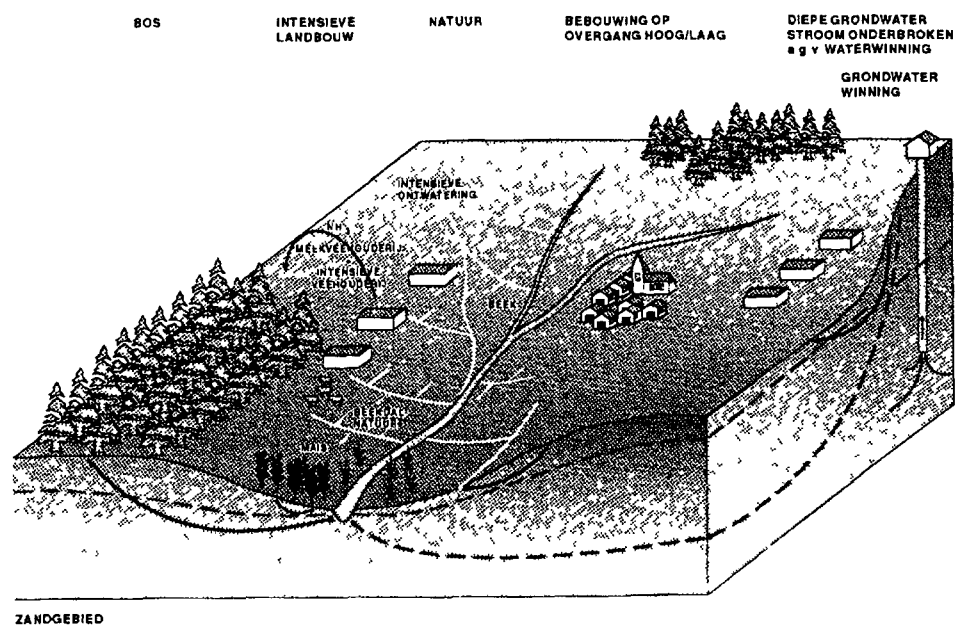 BOS
INTENSIEVE
LANDBOUW
NATUUR
BEBOUWING OP
OVERGANG HOOG/LAAG
DIEPE GRONDWATER
STROOM ONDERBROKEN
a g v WATERWINNING
GRONDWATER
WINNING
INTENSIEVE
ONTWATERING
NH
MELKVEEHOUDERIJ
INTENSIEVE
VEEHOUDERIJ
BEEK
BEEKDAL
NATUUR
ZANDGEBIED